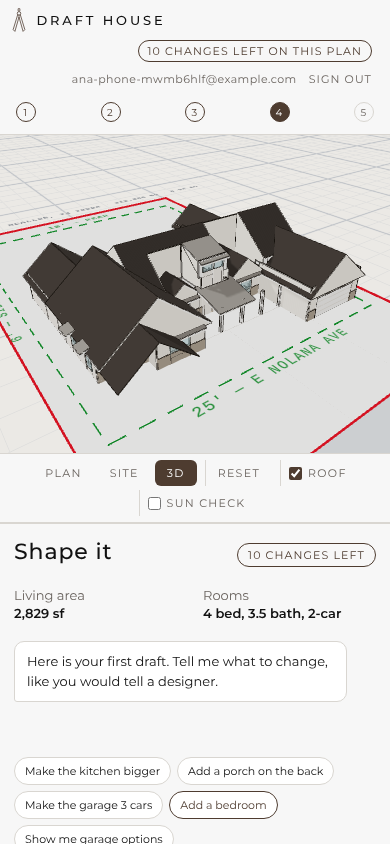 DRAFT HOUSE
10 CHANGES LEFT ON THIS PLAN
ana-phone-mwmb6hlf@example.com SIGN OUT
1 2 3 4 5
25' – E NOLANA AVE
PLAN SITE 3D RESET ROOF
SUN CHECK
Shape it 10 CHANGES LEFT
Living area Rooms
2,829 sf 4 bed, 3.5 bath, 2-car
Here is your first draft. Tell me what to change,
like you would tell a designer.
Make the kitchen bigger Add a porch on the back
Make the garage 3 cars Add a bedroom
Show me garage options